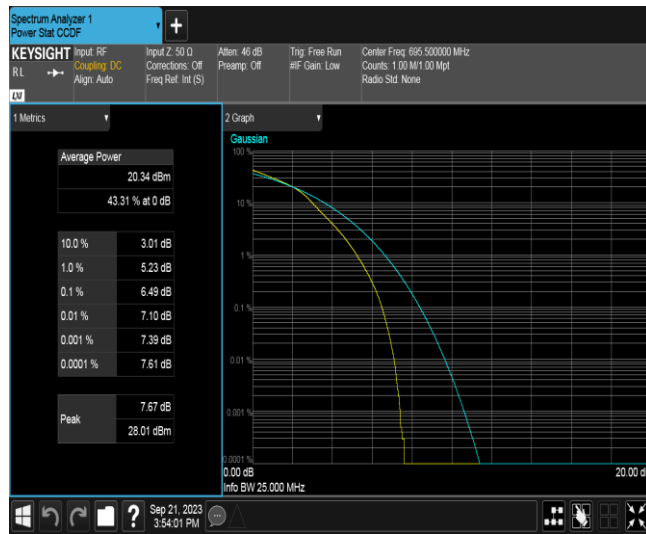 Spectrum Analyzer 1
Power Stat CCDF
+
KEYSIGHT
RL
LXI
Input: RF
Coupling: DC
Align: Auto
Input Z: 50 Ω
Corrections: Off
Freq Ref: Int (S)
Atten: 46 dB
Preamp: Off
Trig: Free Run
#IF Gain: Low
Center Freq: 695.500000 MHz
Counts: 1.00 M/1.00 Mpt
Radio Std: None
1 Metrics
Average Power
20.34 dBm
43.31 % at 0 dB
10.0 % 3.01 dB
1.0 % 5.23 dB
0.1 % 6.49 dB
0.01 % 7.10 dB
0.001 % 7.39 dB
0.0001 % 7.61 dB
Peak 7.67 dB
28.01 dBm
2 Graph
Gaussian
100 %
10 %
1 %
0.1 %
0.01 %
0.001 %
0.0001 %
0.00 dB
20.00 d
Info BW 25.000 MHz
?
Sep 21, 2023
3:54:01 PM